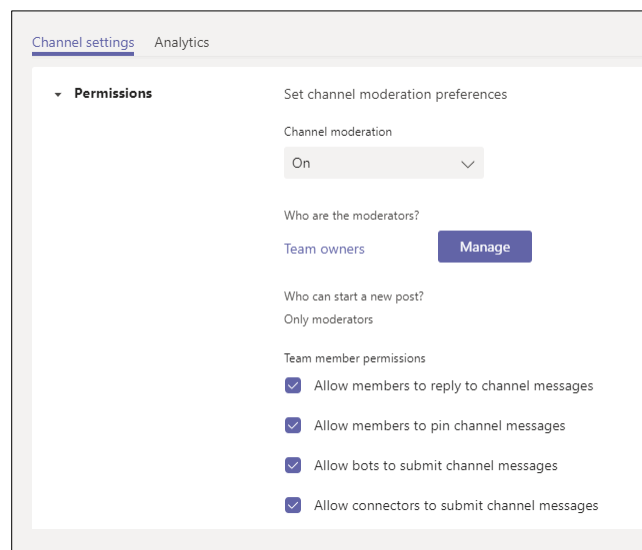 Channel settings Analytics
Permissions
Set channel moderation preferences
Channel moderation
On
Who are the moderators?
Team owners Manage
Who can start a new post?
Only moderators
Team member permissions
Allow members to reply to channel messages
Allow members to pin channel messages
Allow bots to submit channel messages
Allow connectors to submit channel messages